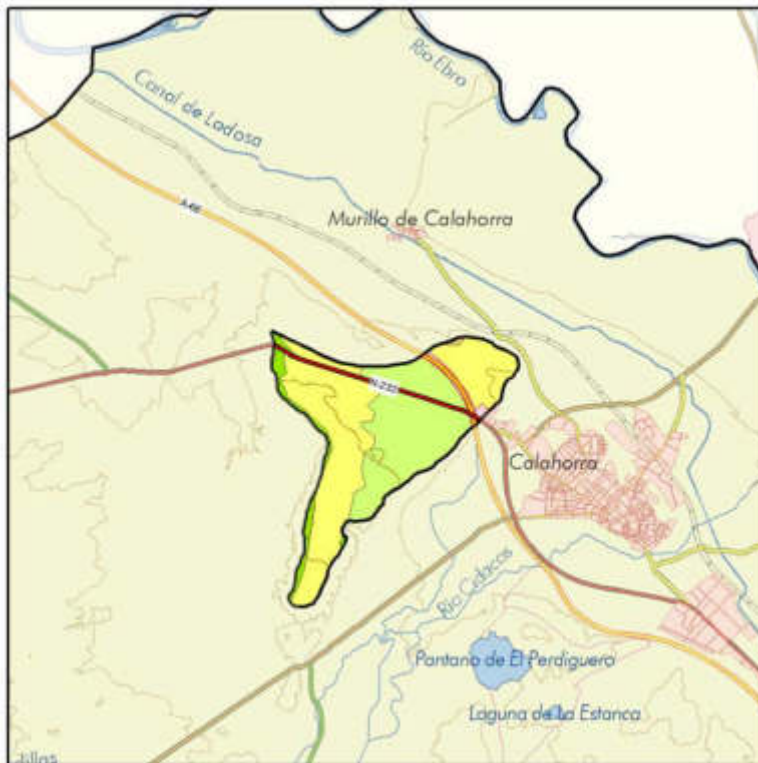 Río Ebro
Canal de Lodosa
A-68
Murillo de Calahorra
N-232
Calahorra
Río Cidacos
Pantano de El Perdiguero
Laguna de La Estanca